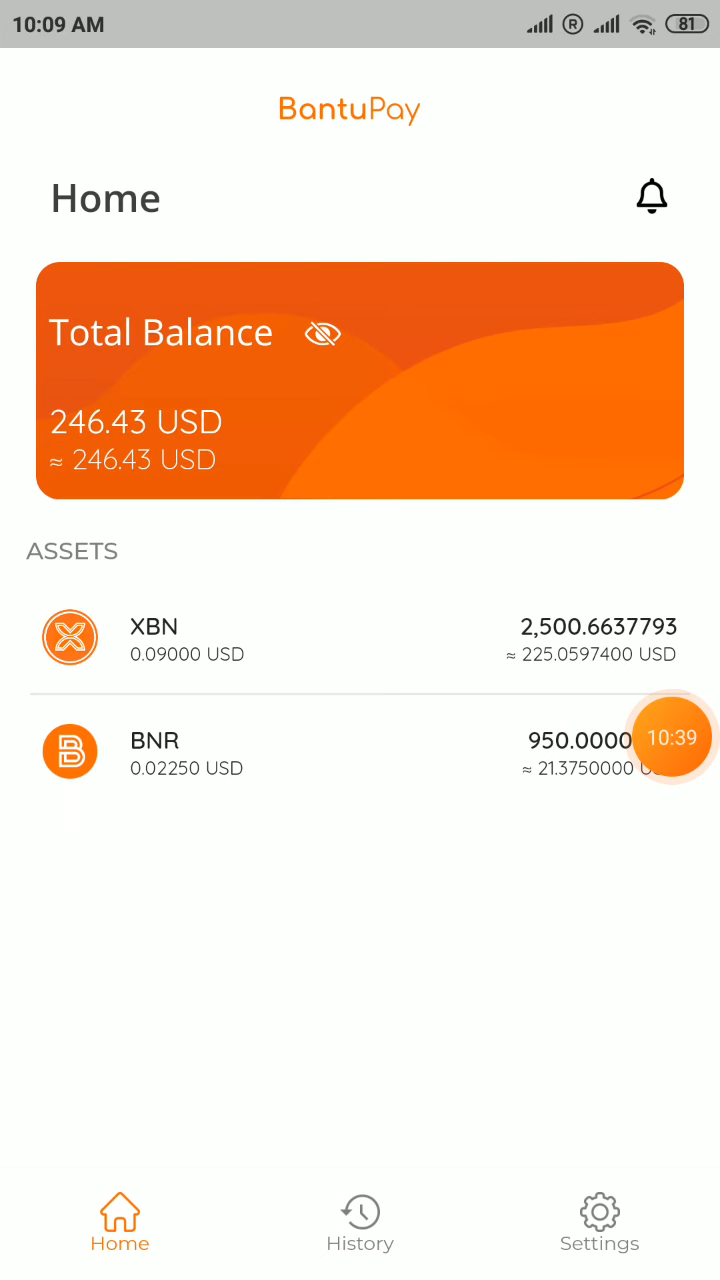 10:09 AM
R
81
BantuPay
Home
Total Balance
246.43 USD
≈ 246.43 USD
ASSETS
XBN
2,500.6637793
0.09000 USD
≈ 225.0597400 USD
BNR
950.0000
10:39
0.02250 USD
≈ 21.3750000
Home
History
Settings